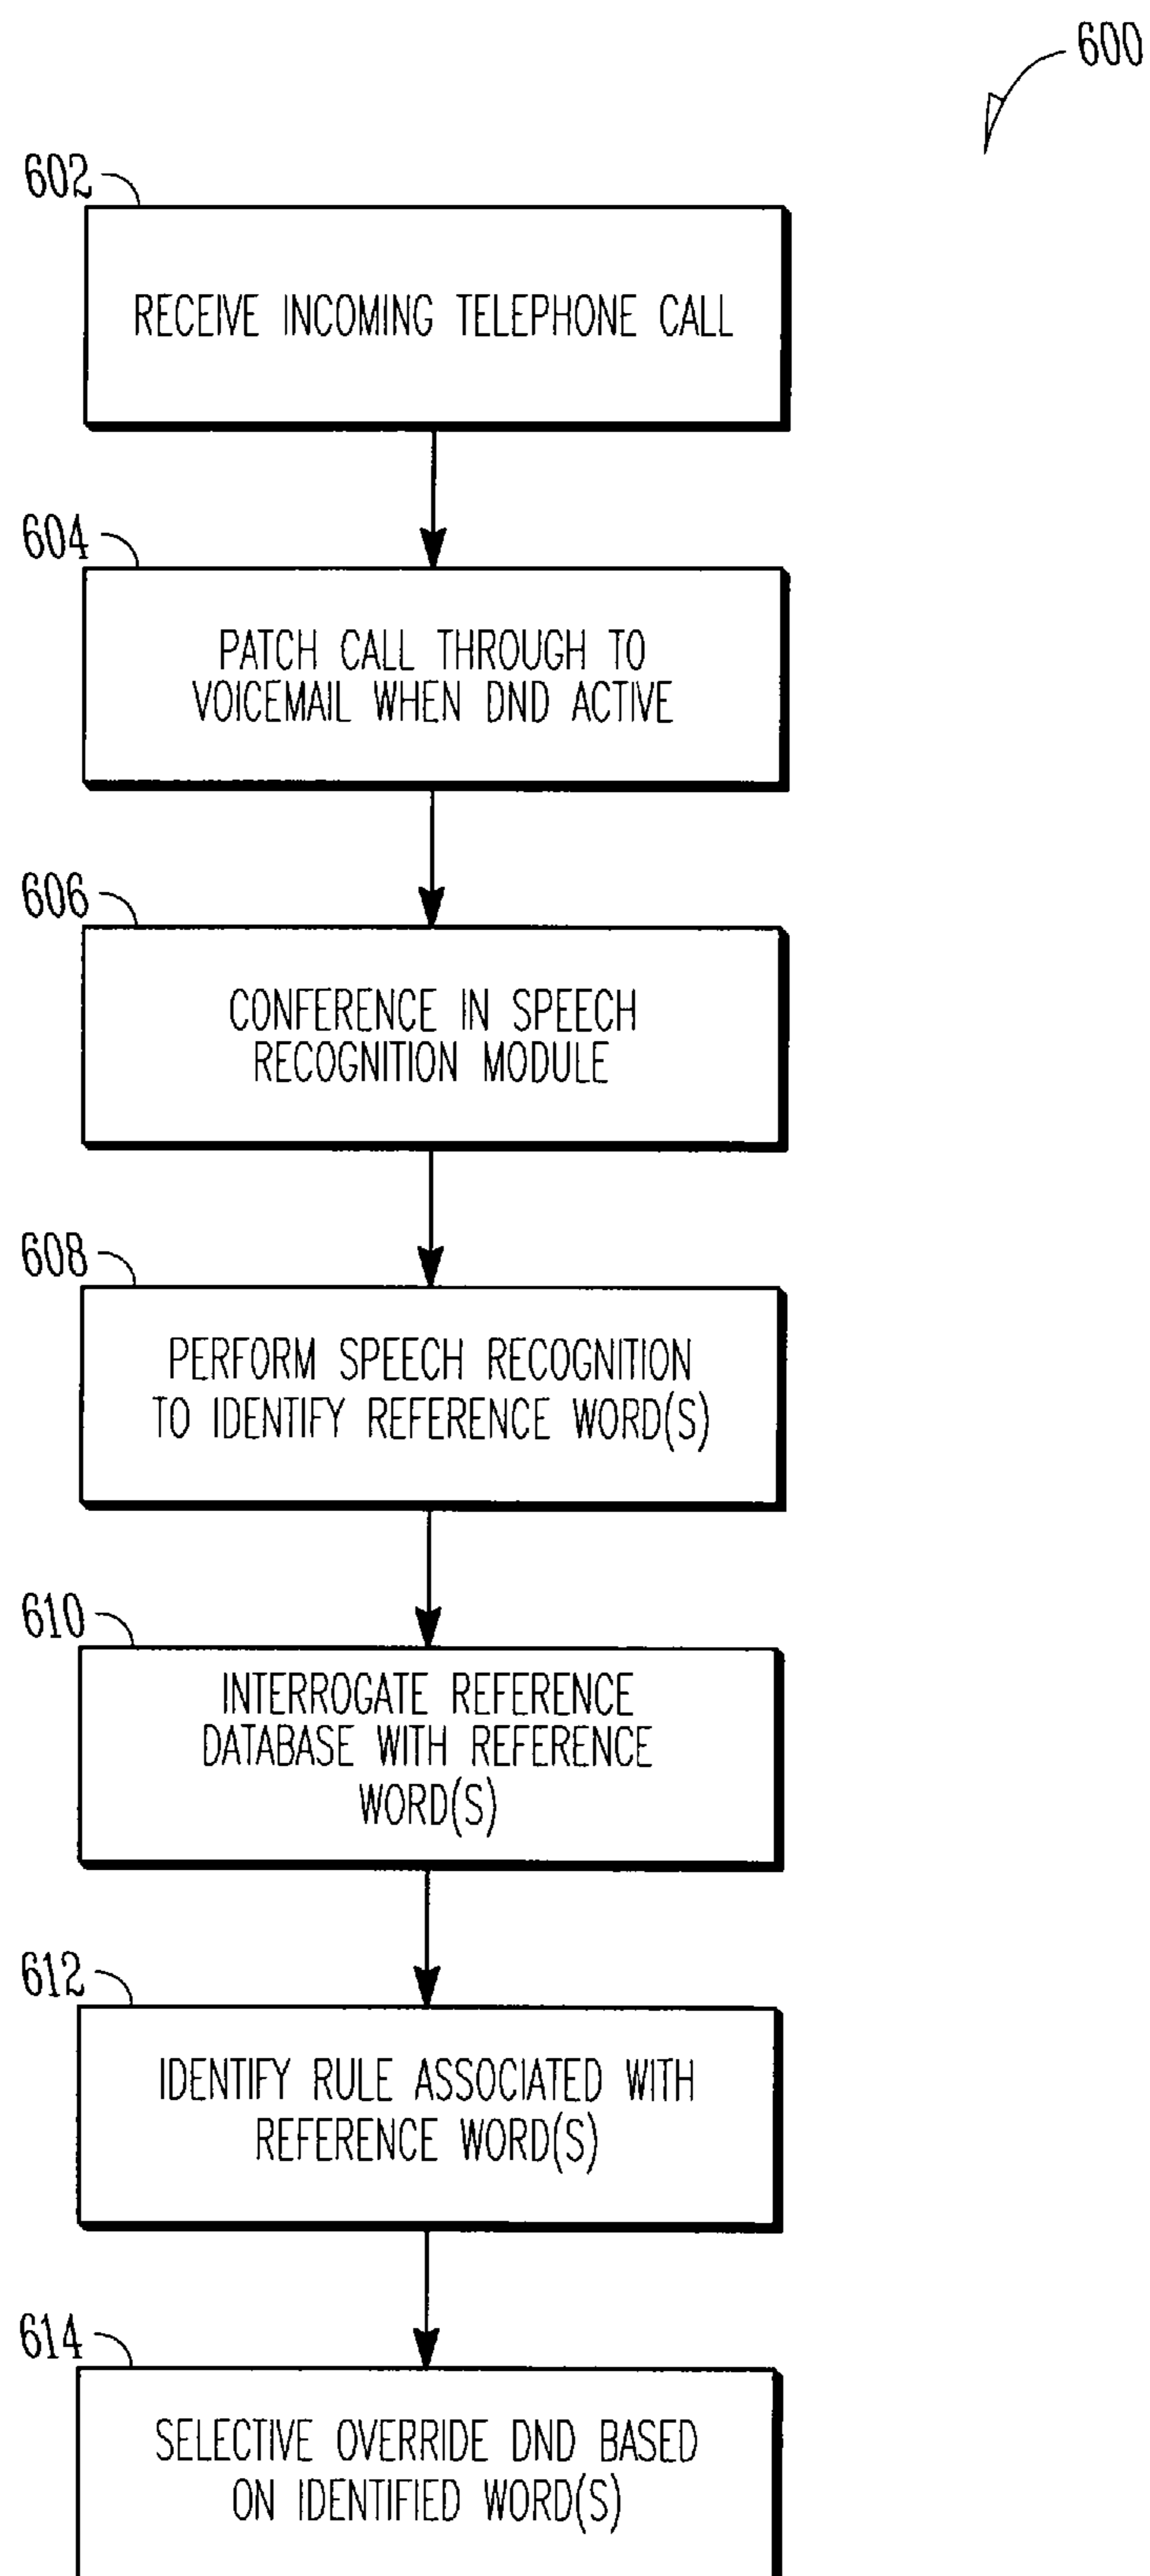 600
602
RECEIVE INCOMING TELEPHONE CALL
604
PATCH CALL THROUGH TO
VOICEMAIL WHEN DND ACTIVE
606
CONFERENCE IN SPEECH
RECOGNITION MODULE
608
PERFORM SPEECH RECOGNITION
TO IDENTIFY REFERENCE WORD(S)
610
INTERROGATE REFERENCE
DATABASE WITH REFERENCE
WORD(S)
612
IDENTIFY RULE ASSOCIATED WITH
REFERENCE WORD(S)
614
SELECTIVE OVERRIDE DND BASED
ON IDENTIFIED WORD(S)